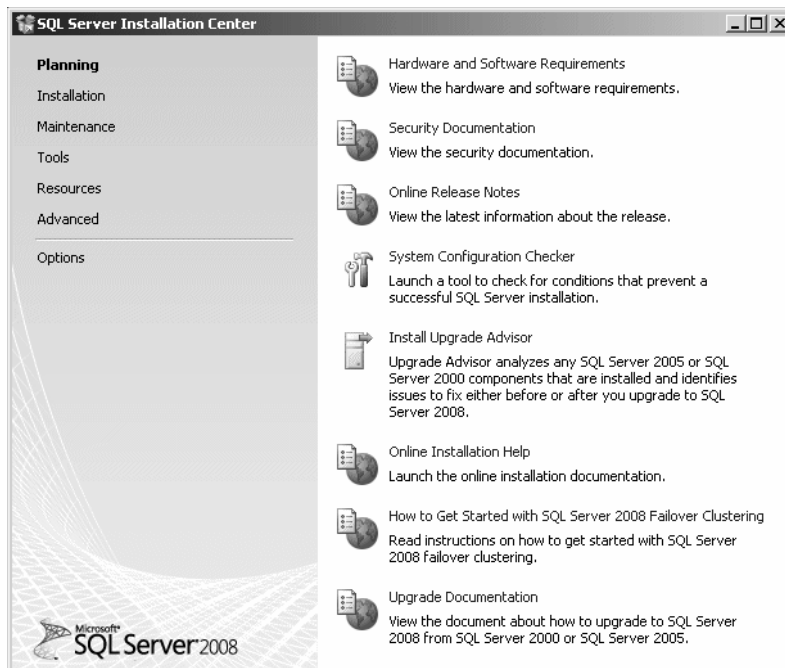 SQL Server Installation Center
Planning
Installation
Maintenance
Tools
Resources
Advanced
Options
Hardware and Software Requirements
View the hardware and software requirements.
Security Documentation
View the security documentation.
Online Release Notes
View the latest information about the release.
System Configuration Checker
Launch a tool to check for conditions that prevent a
successful SQL Server installation.
Install Upgrade Advisor
Upgrade Advisor analyzes any SQL Server 2005 or SQL
Server 2000 components that are installed and identifies
issues to fix either before or after you upgrade to SQL
Server 2008.
Online Installation Help
Launch the online installation documentation.
How to Get Started with SQL Server 2008 Failover Clustering
Read instructions on how to get started with SQL Server
2008 failover clustering.
Upgrade Documentation
View the document about how to upgrade to SQL Server
2008 from SQL Server 2000 or SQL Server 2005.
Microsoft®
SQL Server 2008